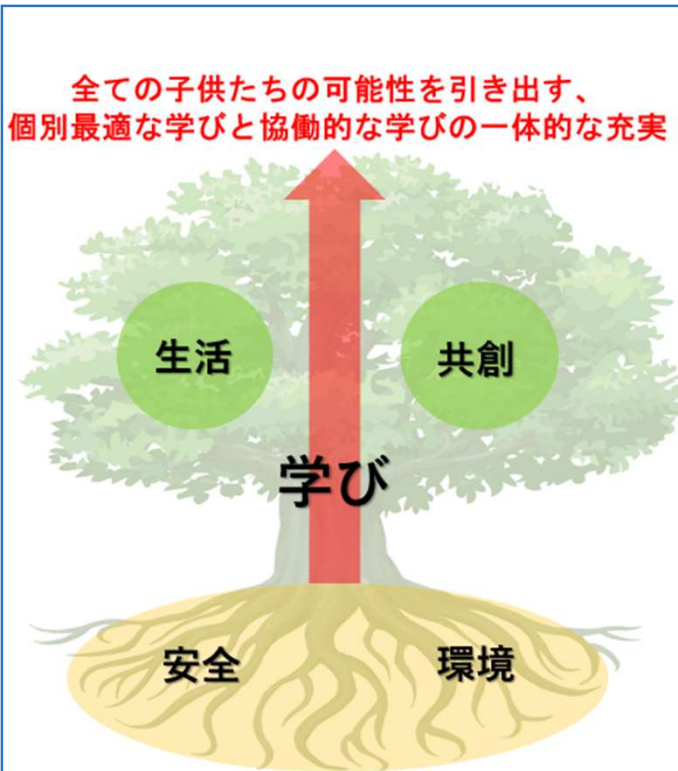 全ての子供たちの可能性を引き出す、
個別最適な学びと協働的な学びの一体的な充実
生活
共創
学び
安全
環境